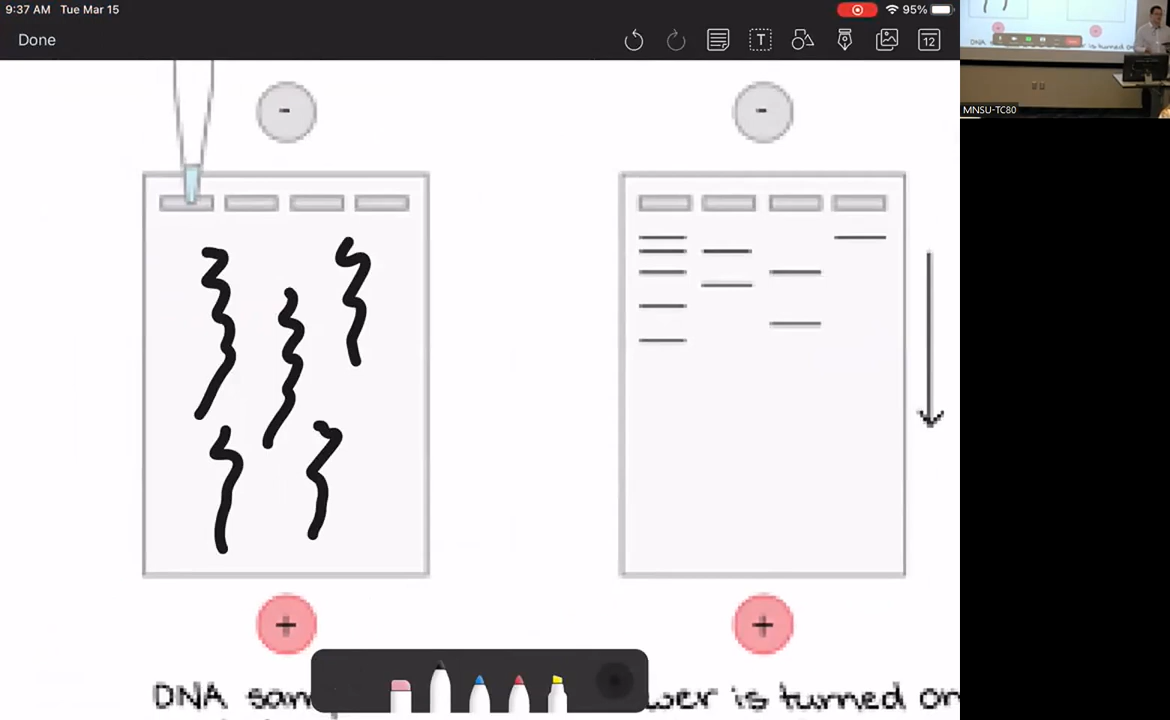 9:37 AM Tue Mar 15
95%
Done
12
MNSU-TC80
-
-
+
+
DNA
is turned on